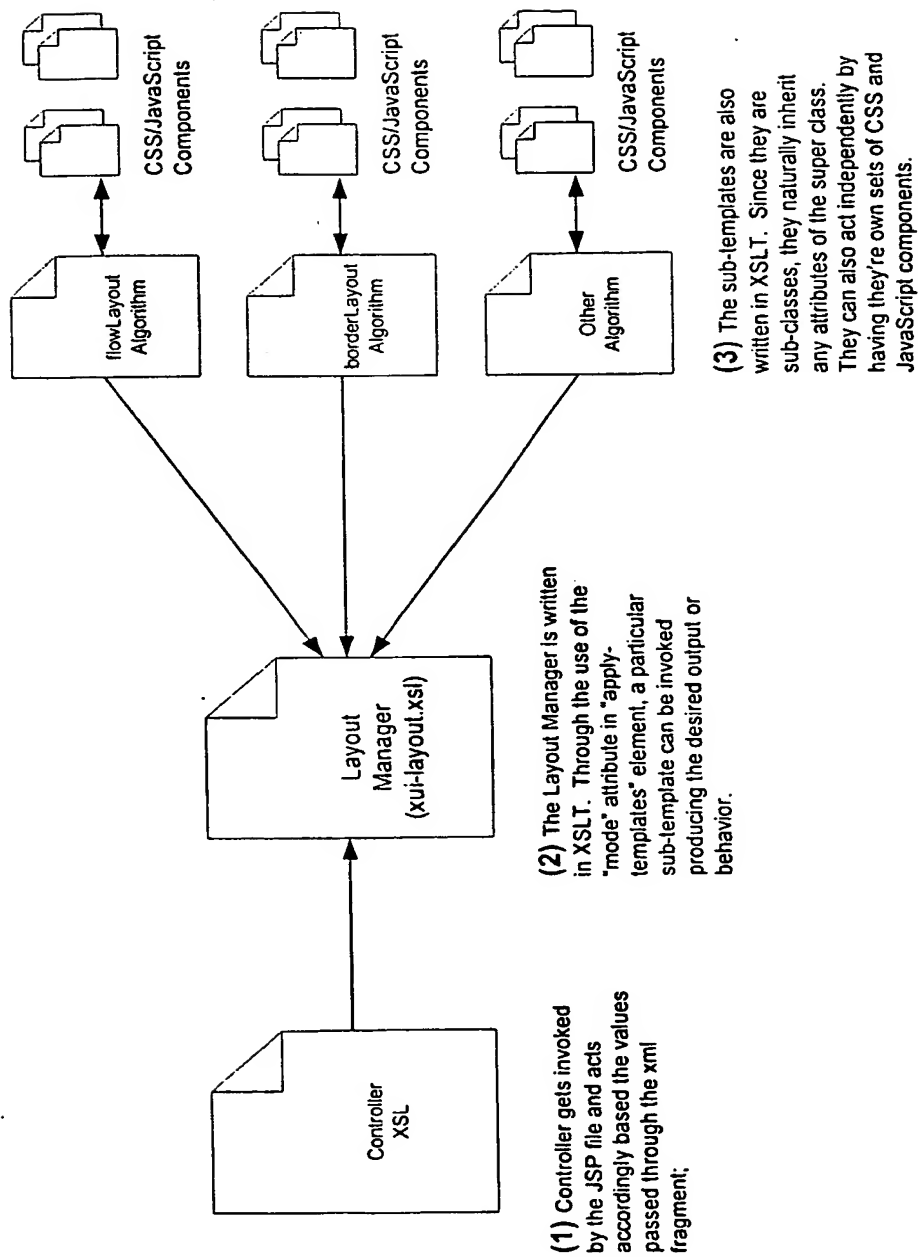 Controller
XSL
(1) Controller gets invoked
by the JSP file and acts
accordingly based the values
passed through the xml
fragment;
Layout
Manager
(xui-layout.xsl)
(2) The Layout Manager is written
in XSLT. Through the use of the
"mode" attribute in "apply-
templates" element, a particular
sub-template can be invoked
producing the desired output or
behavior.
flowLayout
Algorithm
CSS/JavaScript
Components
borderLayout
Algorithm
CSS/JavaScript
Components
Other
Algorithm
CSS/JavaScript
Components
(3) The sub-templates are also
written in XSLT. Since they are
sub-classes, they naturally inherit
any attributes of the super class.
They can also act independently by
having they're own sets of CSS and
JavaScript components.